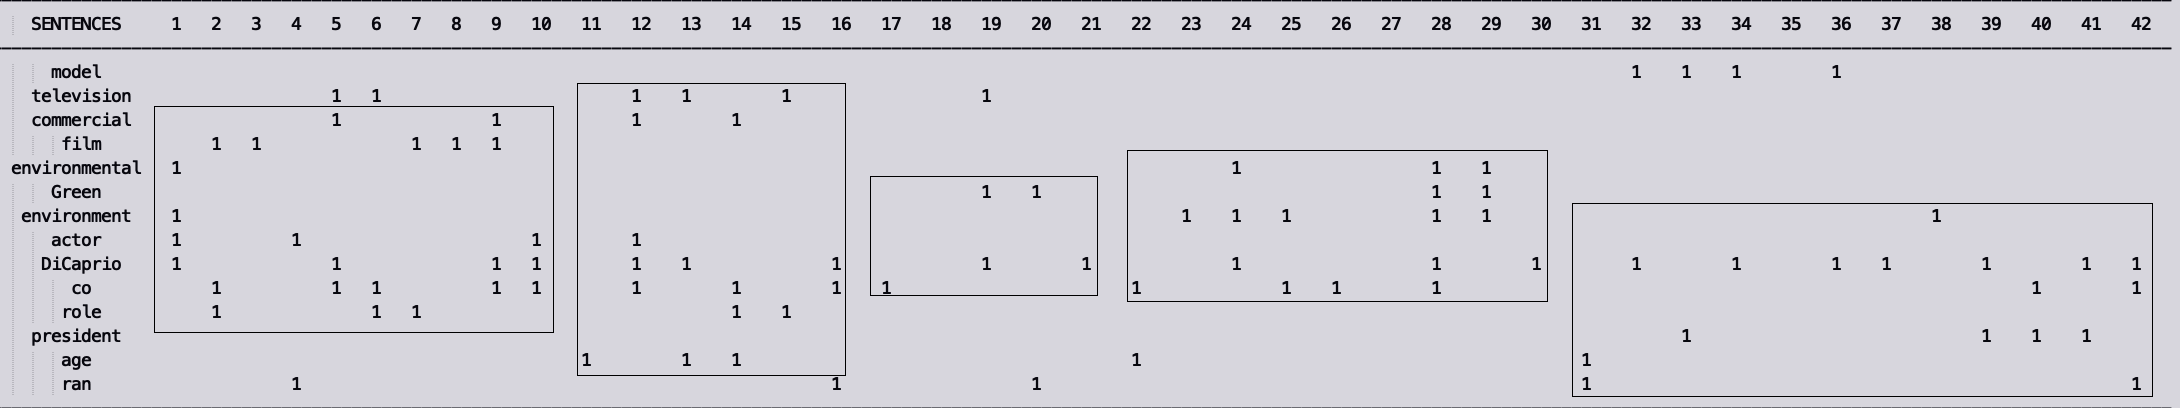 SENTENCES 1 2 3 4 5 6 7 8 9 10 11 12 13 14 15 16 17 18 19 20 21 22 23 24 25 26 27 28 29 30 31 32 33 34 35 36 37 38 39 40 41 42
model 1 1 1 1
television 1 1 1 1 1 1
commercial 1 1 1 1
film 1 1 1 1 1
environmental 1 1 1 1
Green 1 1 1 1
environment 1 1 1 1 1 1 1
actor 1 1 1 1
DiCaprio 1 1 1 1 1 1 1 1 1 1 1 1 1 1 1 1 1 1 1
co 1 1 1 1 1 1 1 1 1 1 1 1 1 1 1
role 1 1 1 1 1
president 1 1 1 1
age 1 1 1 1 1
ran 1 1 1 1 1